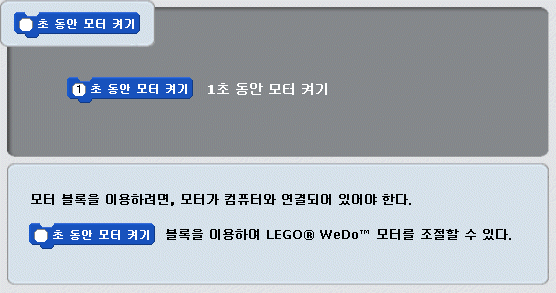 초 동안 모터 켜기
1 초 동안 모터 켜기 1초 동안 모터 켜기
모터 블록을 이용하려면, 모터가 컴퓨터와 연결되어 있어야 한다.
초 동안 모터 켜기 블록을 이용하여 LEGO® WeDo™ 모터를 조절할 수 있다.